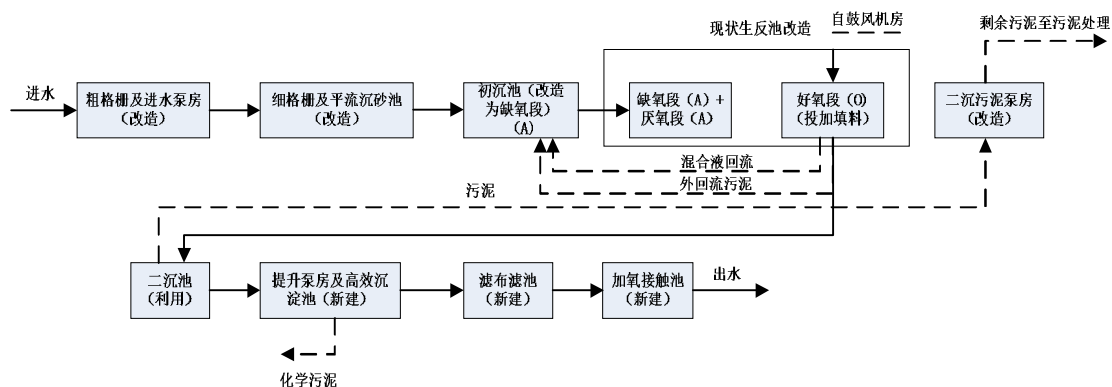 剩余污泥至污泥处理
自鼓风机房
现状生反池改造
进水
粗格栅及进水泵房
(改造)
细格栅及平流沉砂池
(改造)
初沉池(改造
为缺氧段)
(A)
缺氧段(A)+
厌氧段(A)
好氧段(O)
(投加填料)
二沉污泥泵房
(改造)
混合液回流
外回流污泥
污泥
二沉池
(利用)
提升泵房及高效沉
淀池(新建)
滤布滤池
(新建)
加氧接触池
(新建)
出水
化学污泥